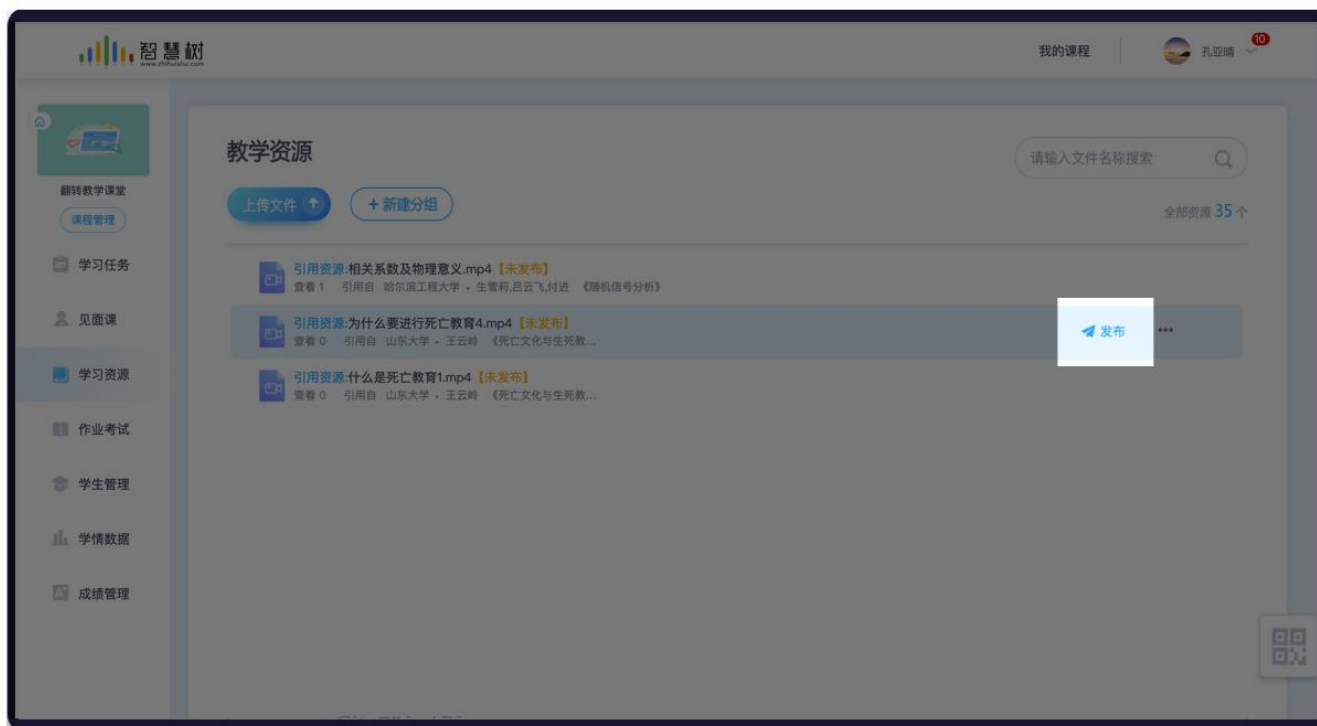 智慧树
www.zhihuishu.com
我的课程
孔亚晴
10
翻转教学课堂
课程管理
学习任务
见面课
学习资源
作业考试
学生管理
学情数据
成绩管理
教学资源
请输入文件名称搜索
上传文件
+ 新建分组
全部资源 35 个
引用资源:相关系数及物理意义.mp4【未发布】
查看 1 引用自 哈尔滨工程大学 • 生雪莉,吕云飞,付进 《随机信号分析》
引用资源:为什么要进行死亡教育4.mp4【未发布】
查看 0 引用自 山东大学 • 王云岭 《死亡文化与生死教...
发布
•••
引用资源:什么是死亡教育1.mp4【未发布】
查看 0 引用自 山东大学 • 王云岭 《死亡文化与生死教...